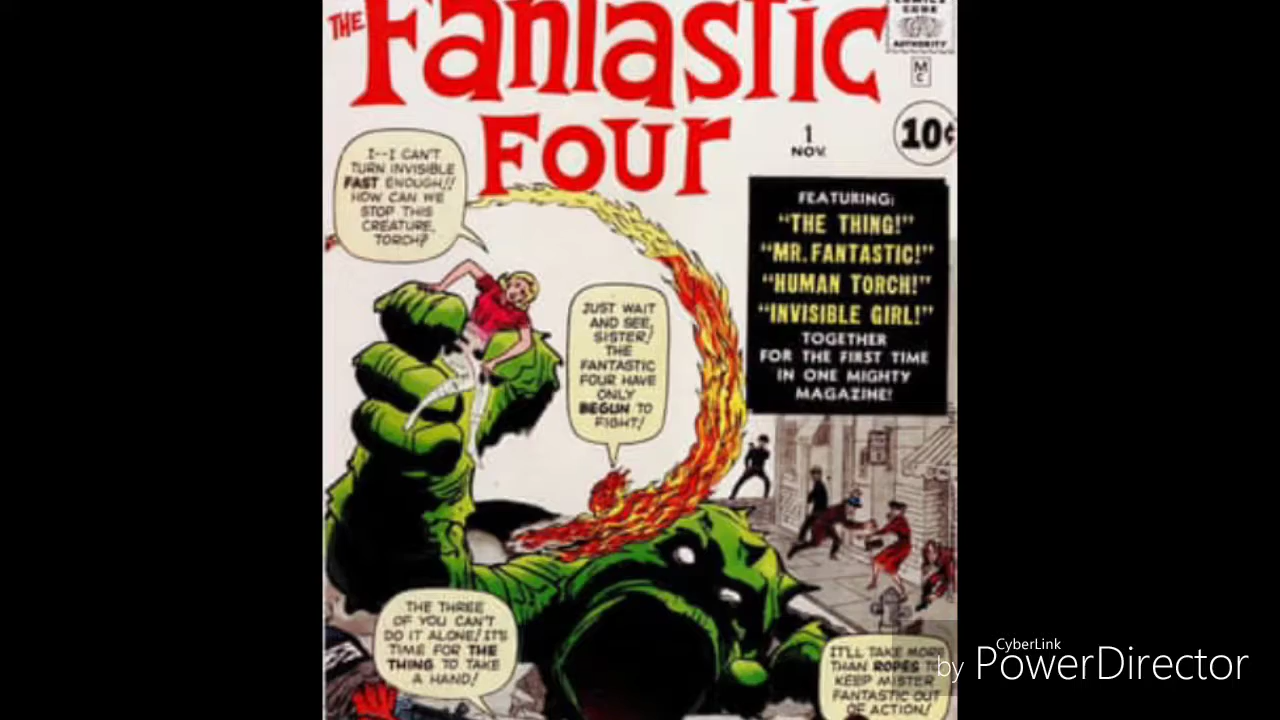 THE
Fantastic
Four
COMICS
CODE
AUTHORITY
M
C
10¢
1
NOV.
I--I CAN'T
TURN INVISIBLE
FAST ENOUGH!!
HOW CAN WE
STOP THIS
CREATURE,
TORCH?
FEATURING:
"THE THING!"
"MR. FANTASTIC!"
"HUMAN TORCH!"
"INVISIBLE GIRL!"
TOGETHER
FOR THE FIRST TIME
IN ONE MIGHTY
MAGAZINE!
JUST WAIT
AND SEE,
SISTER!
THE
FANTASTIC
FOUR HAVE
ONLY
BEGUN TO
FIGHT!
THE THREE
OF YOU CAN'T
DO IT ALONE! IT'S
TIME FOR THE
THING TO TAKE
A HAND!
IT'LL TAKE MORE
THAN ROPES TO
KEEP MISTER
FANTASTIC OUT
OF ACTION!
CyberLink
by PowerDirector